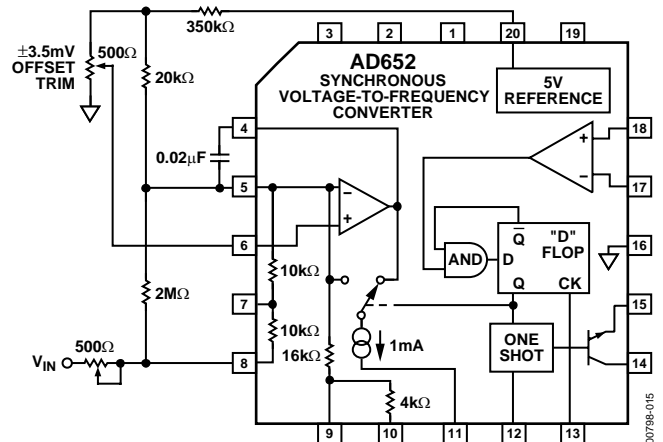 350kΩ
3
2
1
20
19
±3.5mV
OFFSET
TRIM
500Ω
20kΩ
AD652
SYNCHRONOUS
VOLTAGE-TO-FREQUENCY
CONVERTER
5V
REFERENCE
4
18
0.02μF
+
–
5
–
+
17
6
Q
"D"
FLOP
16
AND
D
10kΩ
Q
CK
7
15
2MΩ
10kΩ
1mA
ONE
SHOT
500Ω
VIN
8
16kΩ
14
4kΩ
9
10
11
12
13
00798-015